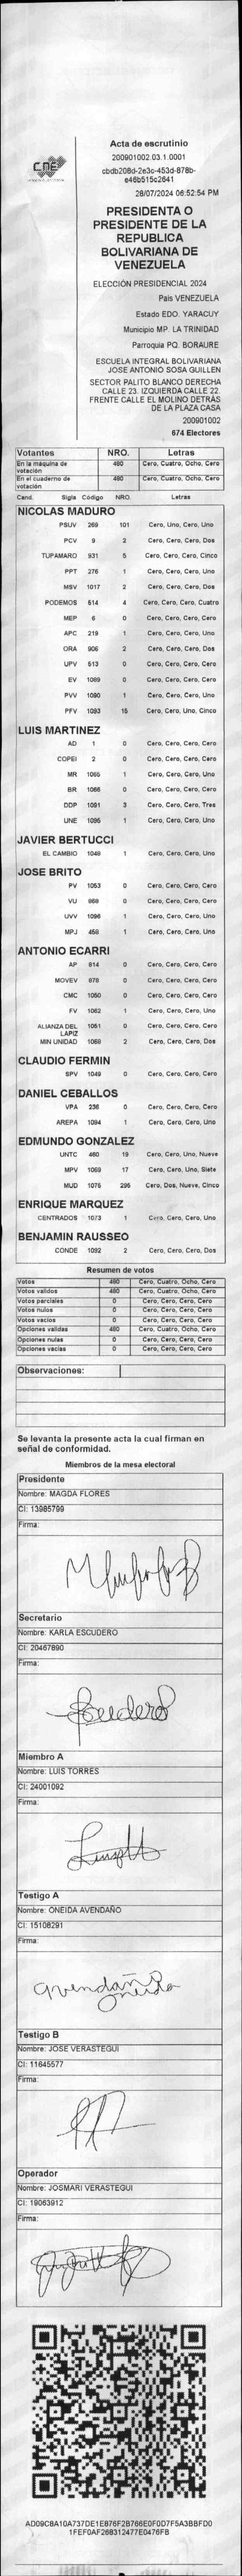 CNE
Acta de escrutinio
200901002.03.1.0001
cbdb208d-2e3c-453d-878b-
e46b515c2641
28/07/2024 06:52:54 PM
PRESIDENTA O
PRESIDENTE DE LA
REPUBLICA
BOLIVARIANA DE
VENEZUELA
ELECCIÓN PRESIDENCIAL 2024
País VENEZUELA
Estado EDO. YARACUY
Municipio MP. LA TRINIDAD
Parroquia PQ. BORAURE
ESCUELA INTEGRAL BOLIVARIANA
JOSE ANTONIO SOSA GUILLEN
SECTOR PALITO BLANCO DERECHA
CALLE 23. IZQUIERDA CALLE 22.
FRENTE CALLE EL MOLINO DETRÁS
DE LA PLAZA CASA
200901002
674 Electores
Votantes NRO. Letras
En la máquina de votación 480 Cero, Cuatro, Ocho, Cero
En el cuaderno de votación 480 Cero, Cuatro, Ocho, Cero
Cand. Sigla Código NRO. Letras
NICOLAS MADURO
PSUV 269 101 Cero, Uno, Cero, Uno
PCV 9 2 Cero, Cero, Cero, Dos
TUPAMARO 931 5 Cero, Cero, Cero, Cinco
PPT 276 1 Cero, Cero, Cero, Uno
MSV 1017 2 Cero, Cero, Cero, Dos
PODEMOS 514 4 Cero, Cero, Cero, Cuatro
MEP 6 0 Cero, Cero, Cero, Cero
APC 219 1 Cero, Cero, Cero, Uno
ORA 906 2 Cero, Cero, Cero, Dos
UPV 513 0 Cero, Cero, Cero, Cero
EV 1089 0 Cero, Cero, Cero, Cero
PVV 1090 1 Cero, Cero, Cero, Uno
PFV 1093 15 Cero, Cero, Uno, Cinco
LUIS MARTINEZ
AD 1 0 Cero, Cero, Cero, Cero
COPEI 2 0 Cero, Cero, Cero, Cero
MR 1065 1 Cero, Cero, Cero, Uno
BR 1066 0 Cero, Cero, Cero, Cero
DDP 1091 3 Cero, Cero, Cero, Tres
UNE 1095 1 Cero, Cero, Cero, Uno
JAVIER BERTUCCI
EL CAMBIO 1048 1 Cero, Cero, Cero, Uno
JOSE BRITO
PV 1053 0 Cero, Cero, Cero, Cero
VU 968 0 Cero, Cero, Cero, Cero
UVV 1096 1 Cero, Cero, Cero, Uno
MPJ 458 1 Cero, Cero, Cero, Uno
ANTONIO ECARRI
AP 814 0 Cero, Cero, Cero, Cero
MOVEV 878 0 Cero, Cero, Cero, Cero
CMC 1050 0 Cero, Cero, Cero, Cero
FV 1062 1 Cero, Cero, Cero, Uno
ALIANZA DEL LAPIZ 1051 0 Cero, Cero, Cero, Cero
MIN UNIDAD 1068 2 Cero, Cero, Cero, Dos
CLAUDIO FERMIN
SPV 1049 0 Cero, Cero, Cero, Cero
DANIEL CEBALLOS
VPA 236 0 Cero, Cero, Cero, Cero
AREPA 1094 1 Cero, Cero, Cero, Uno
EDMUNDO GONZALEZ
UNTC 460 19 Cero, Cero, Uno, Nueve
MPV 1069 17 Cero, Cero, Uno, Siete
MUD 1075 295 Cero, Dos, Nueve, Cinco
ENRIQUE MARQUEZ
CENTRADOS 1073 1 Cero, Cero, Cero, Uno
BENJAMIN RAUSSEO
CONDE 1092 2 Cero, Cero, Cero, Dos
Resumen de votos
Votos 480 Cero, Cuatro, Ocho, Cero
Votos validos 480 Cero, Cuatro, Ocho, Cero
Votos parciales 0 Cero, Cero, Cero, Cero
Votos nulos 0 Cero, Cero, Cero, Cero
Votos vacios 0 Cero, Cero, Cero, Cero
Opciones validas 480 Cero, Cuatro, Ocho, Cero
Opciones nulas 0 Cero, Cero, Cero, Cero
Opciones vacias 0 Cero, Cero, Cero, Cero
Observaciones:
Se levanta la presente acta la cual firman en
señal de conformidad.
Miembros de la mesa electoral
Presidente
Nombre: MAGDA FLORES
CI: 13985799
Firma:
Secretario
Nombre: KARLA ESCUDERO
CI: 20467890
Firma:
Miembro A
Nombre: LUIS TORRES
CI: 24001092
Firma:
Testigo A
Nombre: ONEIDA AVENDAÑO
CI: 15108291
Firma:
Avendaño
Oneida
Testigo B
Nombre: JOSE VERASTEGUI
CI: 11645577
Firma:
Operador
Nombre: JOSMARI VERASTEGUI
CI: 19063912
Firma:
AD09C8A10A737DE1E876F2B766E0F0D7F5A3BBFD0
1FEF0AF268312477E0476FB